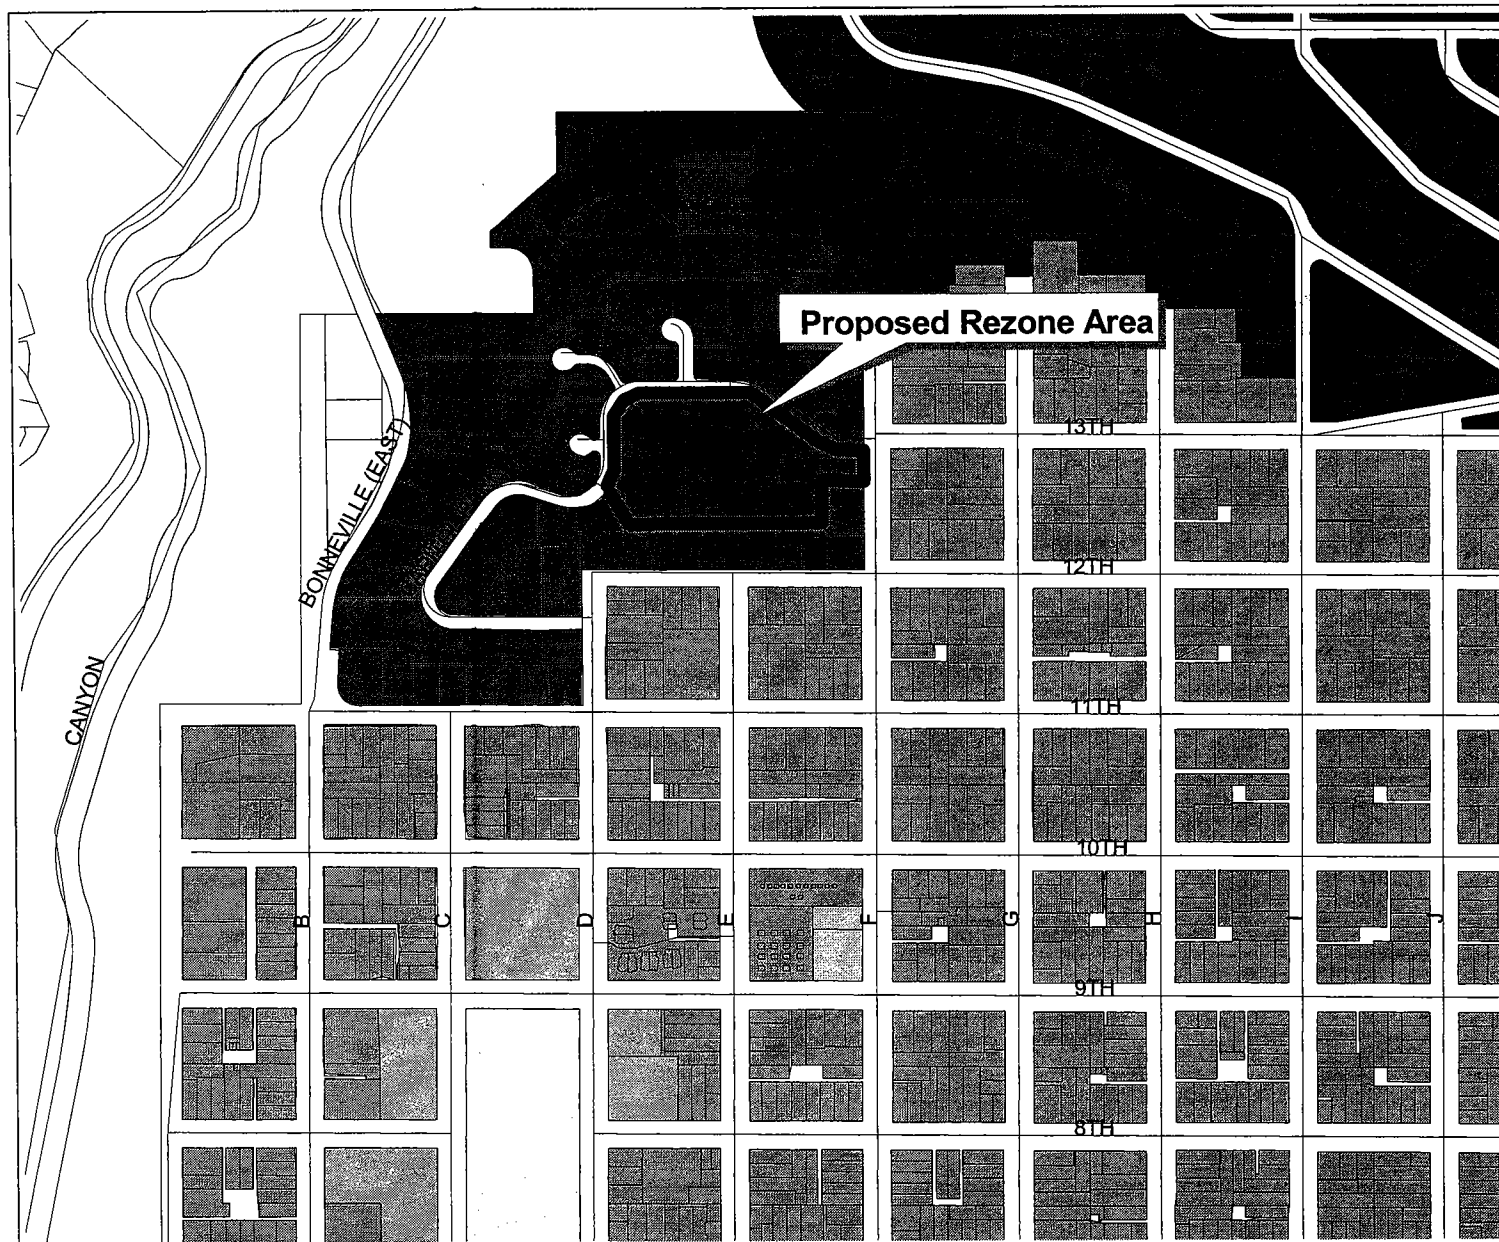 Proposed Rezone Area
13TH
BONNEVILLE (EAST)
12TH
CANYON
11TH
10TH
B
C
D
E
F
G
H
I
J
9TH
8TH